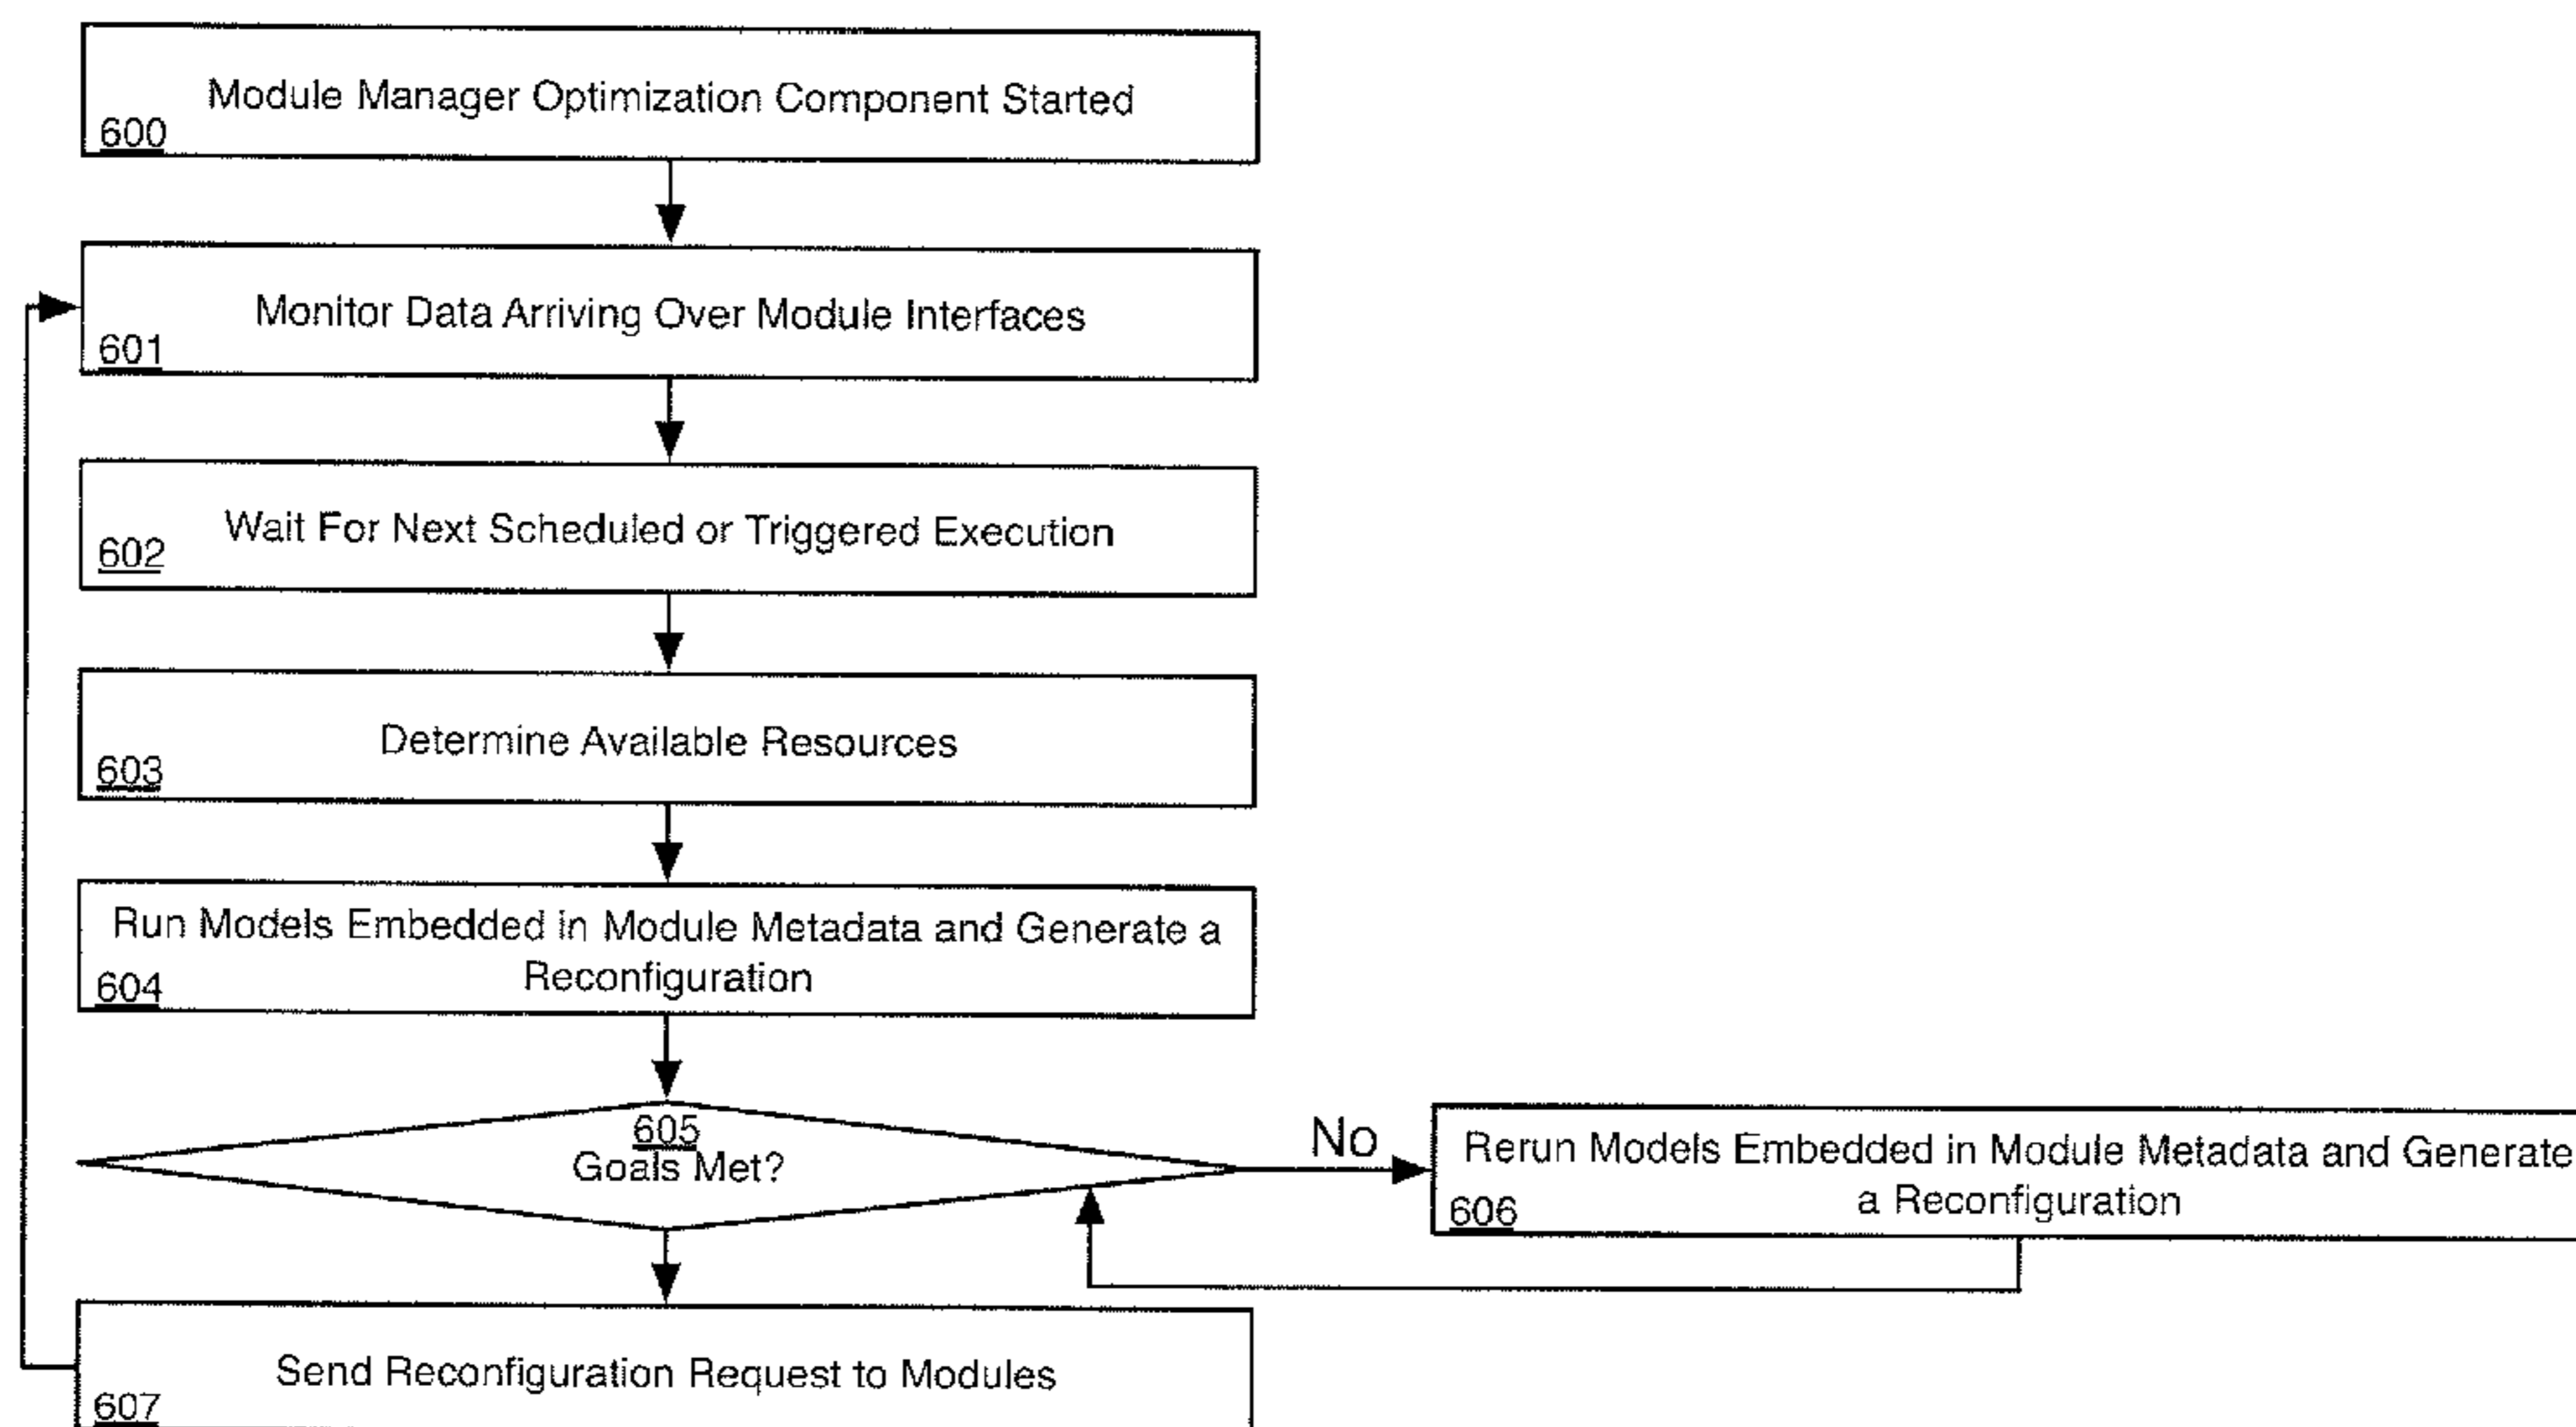 Module Manager Optimization Component Started
600
Monitor Data Arriving Over Module Interfaces
601
Wait For Next Scheduled or Triggered Execution
602
Determine Available Resources
603
Run Models Embedded in Module Metadata and Generate a
Reconfiguration
604
605
Goals Met?
No
Rerun Models Embedded in Module Metadata and Generate
a Reconfiguration
606
Send Reconfiguration Request to Modules
607